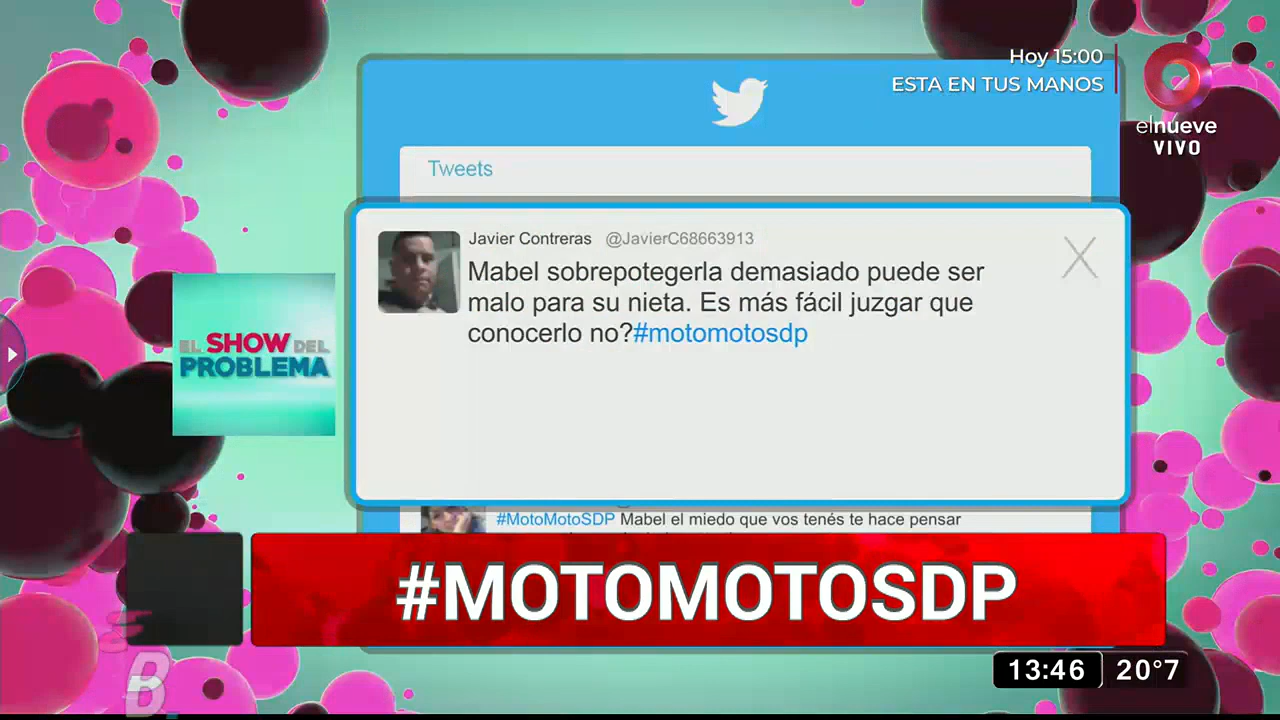 Hoy 15:00
ESTA EN TUS MANOS
elnueve
VIVO
Tweets
Javier Contreras @JavierC68663913
Mabel sobrepotegerla demasiado puede ser
malo para su nieta. Es más fácil juzgar que
conocerlo no?#motomotosdp
EL SHOW DEL
PROBLEMA
#MotoMotoSDP Mabel el miedo que vos tenés te hace pensar
#MOTOMOTOSDP
B
13:46 20°7